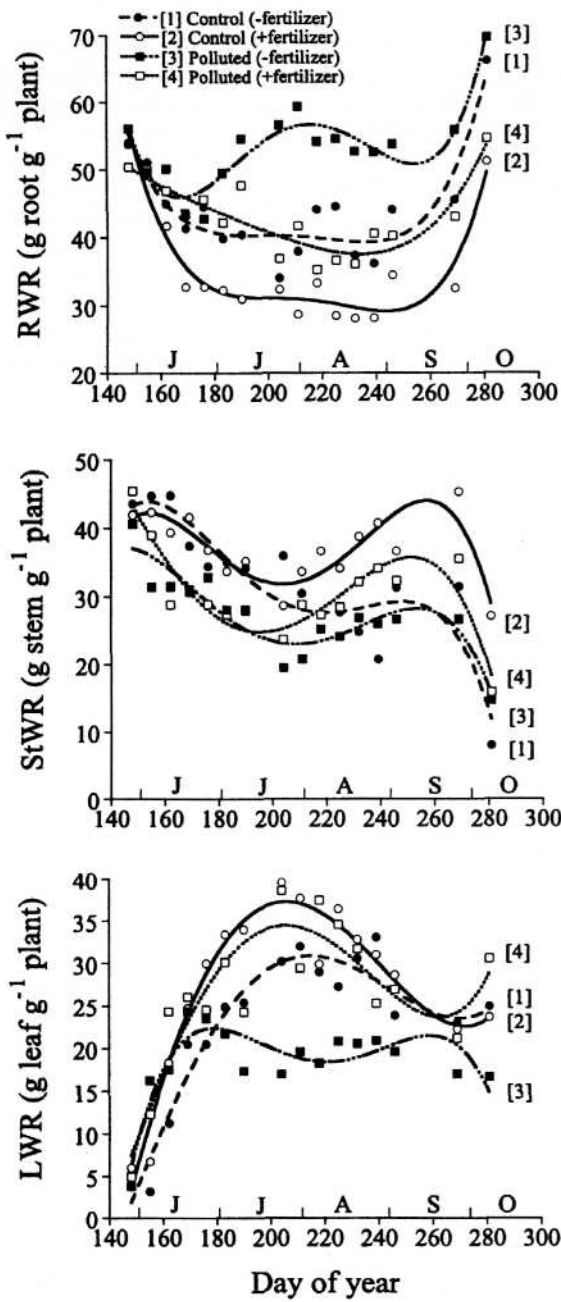 [1] Control (-fertilizer)
[2] Control (+fertilizer)
[3] Polluted (-fertilizer)
[4] Polluted (+fertilizer)
RWR (g root g⁻¹ plant)
70
60
50
40
30
20
[3]
[1]
[4]
[2]
J J A S O
140 160 180 200 220 240 260 280 300
StWR (g stem g⁻¹ plant)
50
40
30
20
10
0
[2]
[4]
[3]
[1]
J J A S O
140 160 180 200 220 240 260 280 300
LWR (g leaf g⁻¹ plant)
40
35
30
25
20
15
10
5
0
[4]
[1]
[2]
[3]
J J A S O
140 160 180 200 220 240 260 280 300
Day of year